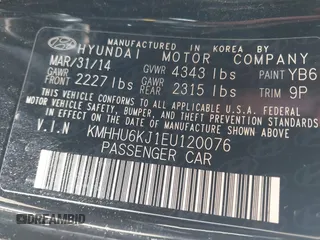 MANUFACTURED IN KOREA BY
HYUNDAI MOTOR COMPANY
MAR/31/14 GVWR 4343 lbs PAINT YB6
GAWR FRONT 2227 lbs GAWR REAR 2315 lbs TRIM 9P
THIS VEHICLE CONFORMS TO ALL APPLICABLE
FEDERAL MOTOR VEHICLE SAFETY, BUMPER, AND
THEFT PREVENTION STANDARDS IN EFFECT ON THE
DATE OF MANUFACTURE SHOWN ABOVE.
V.I.N KMHHU6KJ1EU120076
PASSENGER CAR
DREAMBID